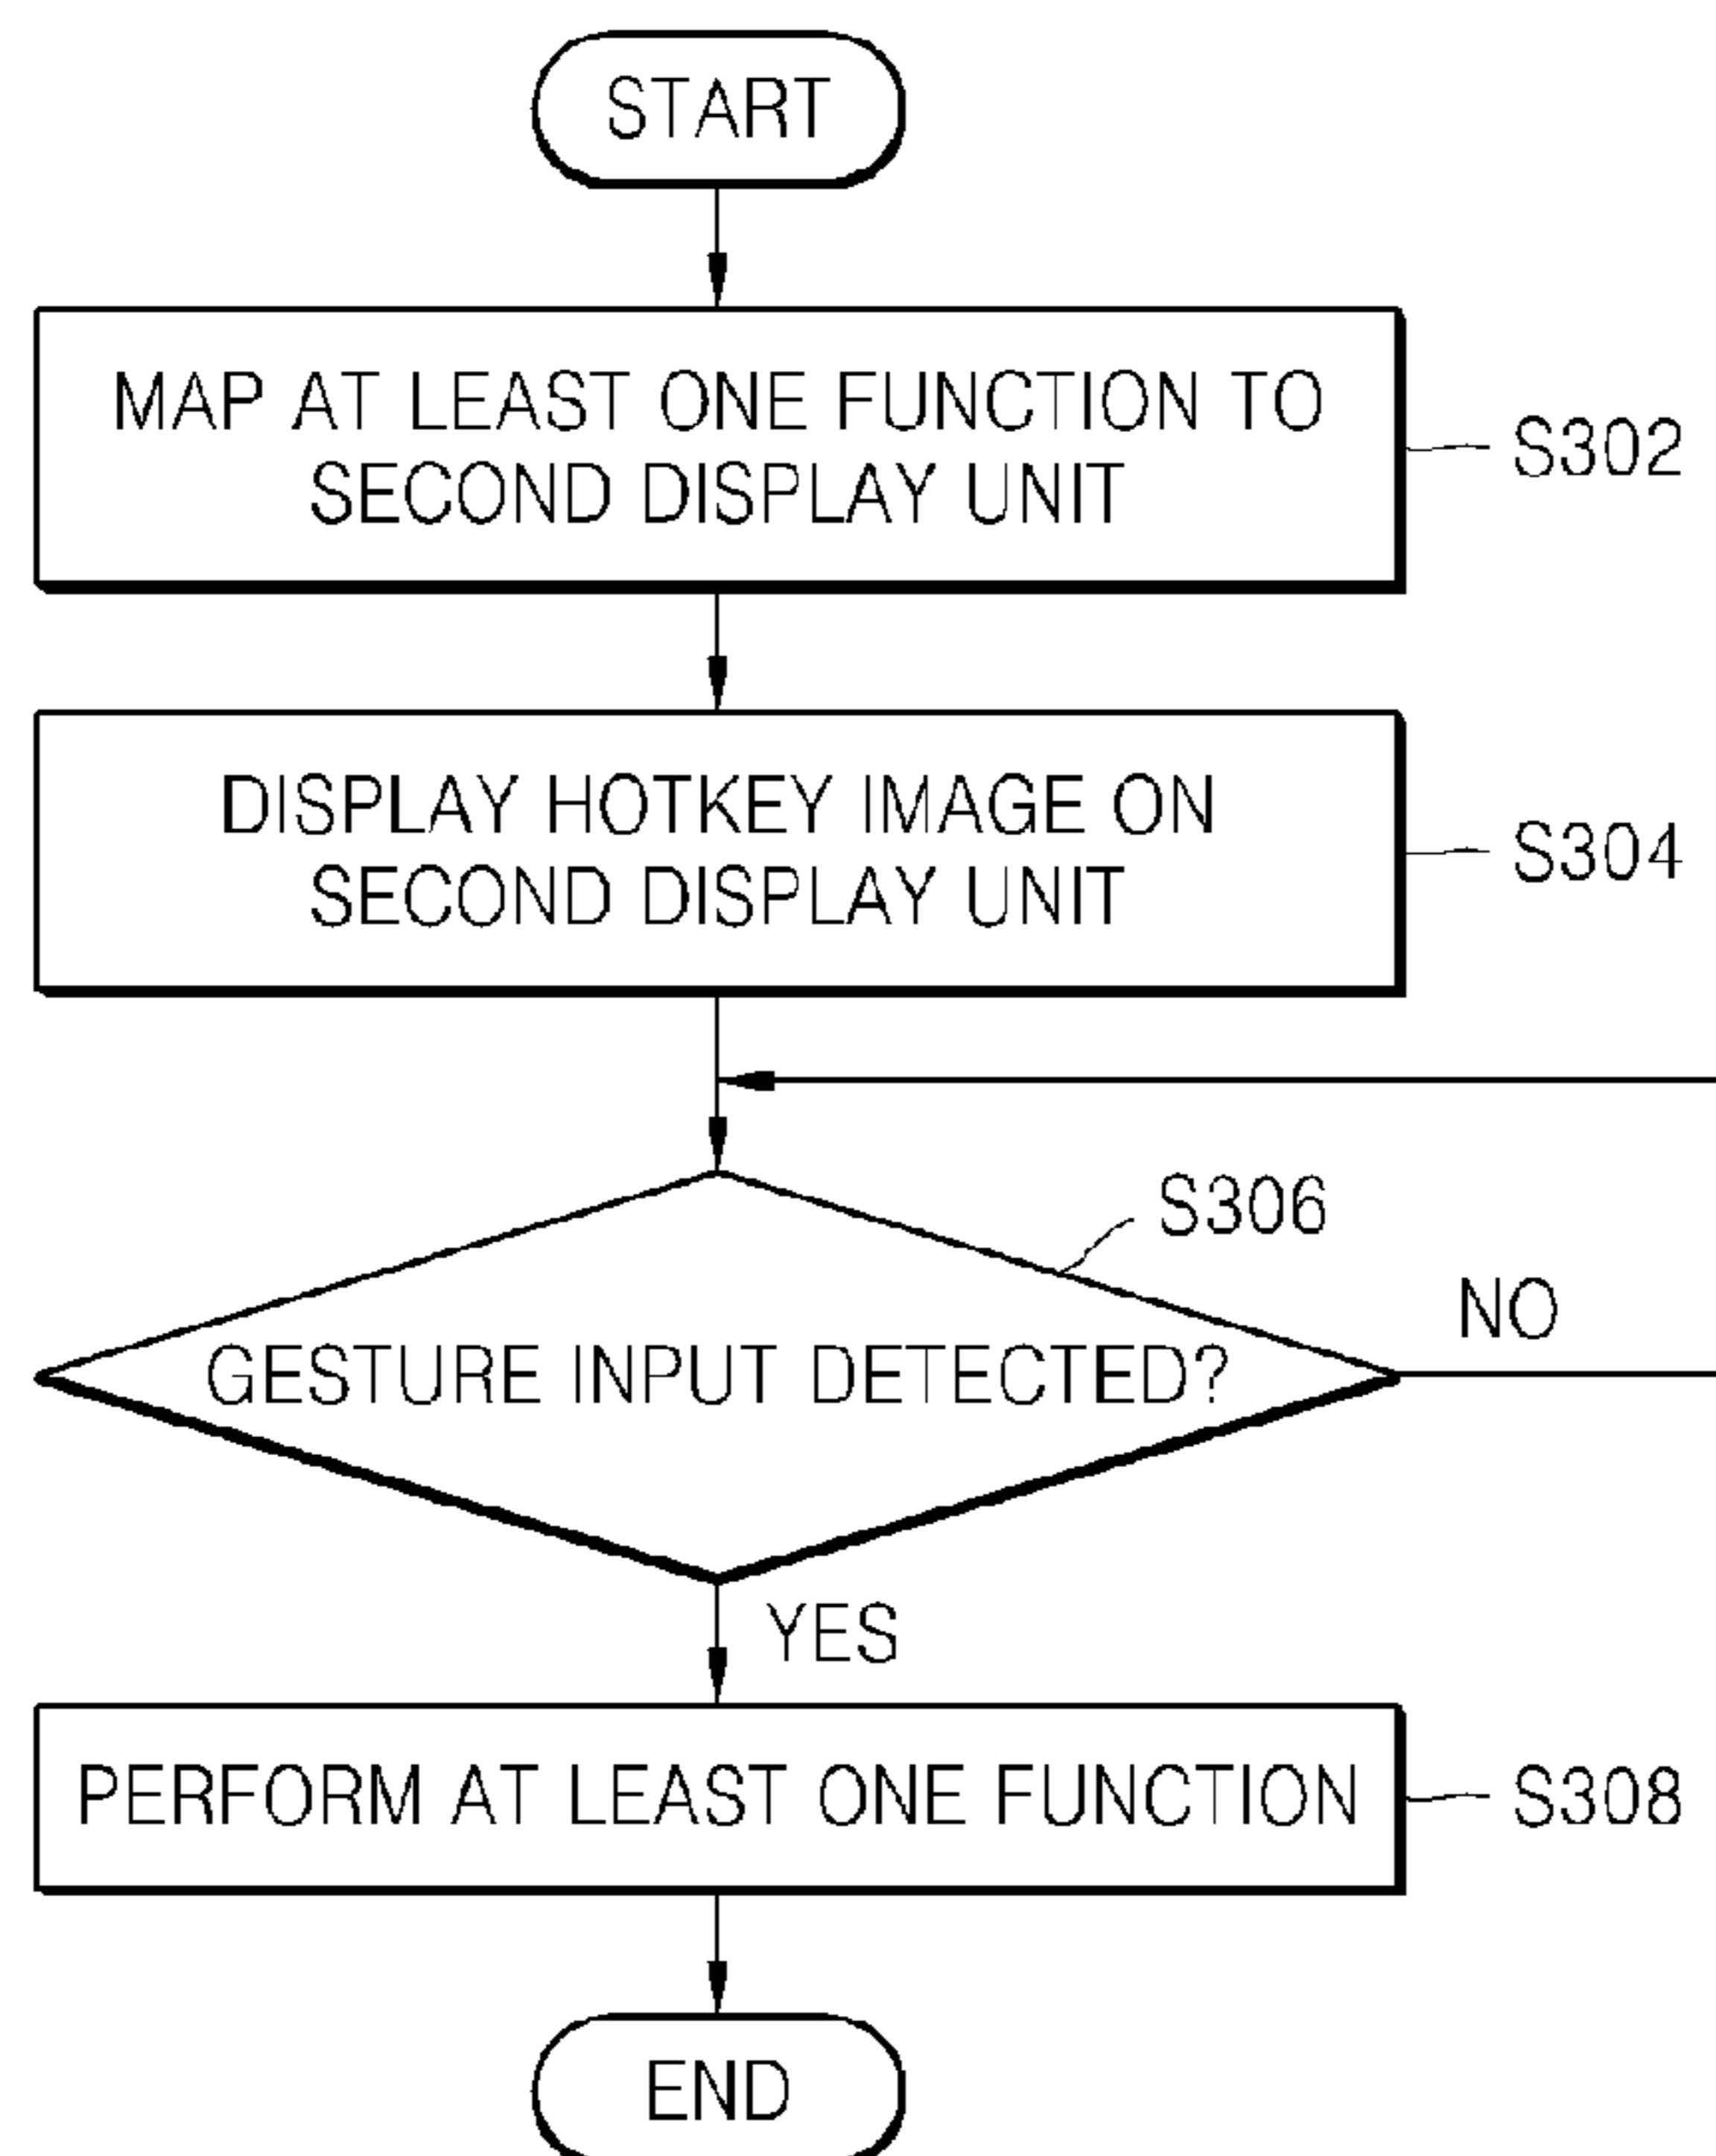 START
MAP AT LEAST ONE FUNCTION TO
SECOND DISPLAY UNIT
S302
DISPLAY HOTKEY IMAGE ON
SECOND DISPLAY UNIT
S304
S306
GESTURE INPUT DETECTED?
NO
YES
PERFORM AT LEAST ONE FUNCTION
S308
END